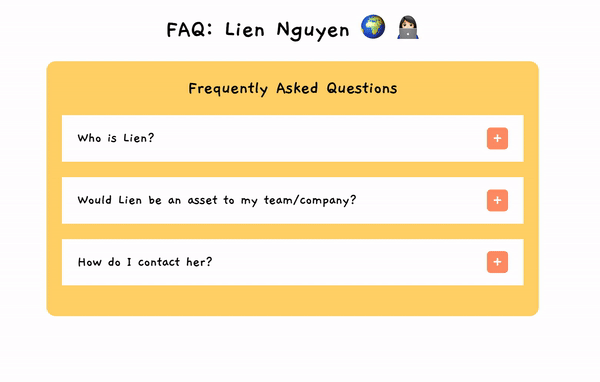 FAQ: Lien Nguyen 🌍 👩🏻‍💻
Frequently Asked Questions
Who is Lien? +
Would Lien be an asset to my team/company? +
How do I contact her? +